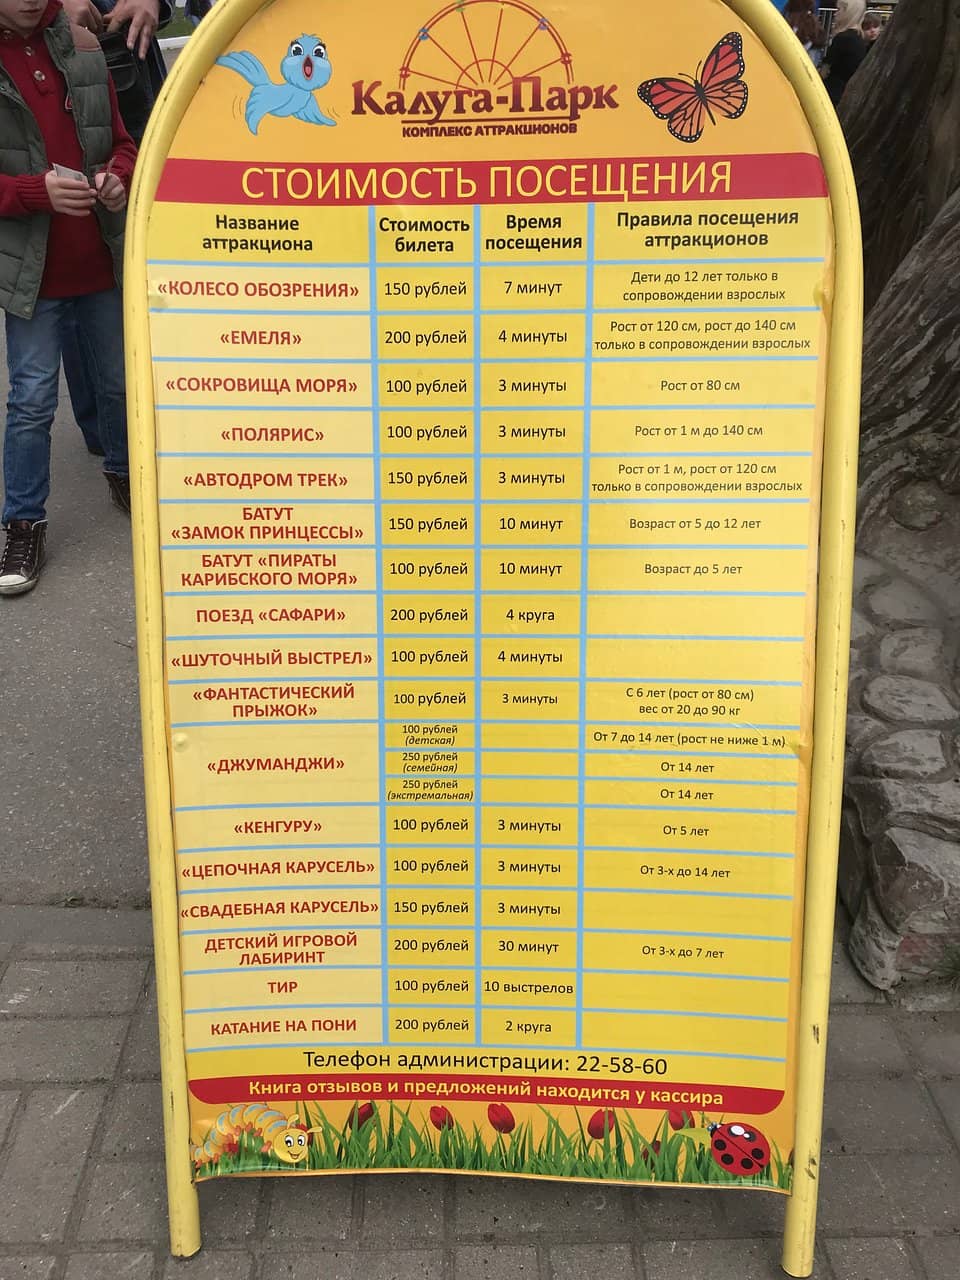 Калуга-Парк
КОМПЛЕКС АТТРАКЦИОНОВ
СТОИМОСТЬ ПОСЕЩЕНИЯ
Название
аттракциона
Стоимость
билета
Время
посещения
Правила посещения
аттракционов
«КОЛЕСО ОБОЗРЕНИЯ»
150 рублей
7 минут
Дети до 12 лет только в
сопровождении взрослых
«ЕМЕЛЯ»
200 рублей
4 минуты
Рост от 120 см, рост до 140 см
только в сопровождении взрослых
«СОКРОВИЩА МОРЯ»
100 рублей
3 минуты
Рост от 80 см
«ПОЛЯРИС»
100 рублей
3 минуты
Рост от 1 м до 140 см
«АВТОДРОМ ТРЕК»
150 рублей
3 минуты
Рост от 1 м, рост от 120 см
только в сопровождении взрослых
БАТУТ
«ЗАМОК ПРИНЦЕССЫ»
150 рублей
10 минут
Возраст от 5 до 12 лет
БАТУТ «ПИРАТЫ
КАРИБСКОГО МОРЯ»
100 рублей
10 минут
Возраст до 5 лет
ПОЕЗД «САФАРИ»
200 рублей
4 круга
«ШУТОЧНЫЙ ВЫСТРЕЛ»
100 рублей
4 минуты
«ФАНТАСТИЧЕСКИЙ
ПРЫЖОК»
100 рублей
3 минуты
С 6 лет (рост от 80 см)
вес от 20 до 90 кг
«ДЖУМАНДЖИ»
100 рублей
(детская)
От 7 до 14 лет (рост не ниже 1 м)
250 рублей
(семейная)
От 14 лет
250 рублей
(экстремальная)
От 14 лет
«КЕНГУРУ»
100 рублей
3 минуты
От 5 лет
«ЦЕПОЧНАЯ КАРУСЕЛЬ»
100 рублей
3 минуты
От 3-х до 14 лет
«СВАДЕБНАЯ КАРУСЕЛЬ»
150 рублей
3 минуты
ДЕТСКИЙ ИГРОВОЙ
ЛАБИРИНТ
200 рублей
30 минут
От 3-х до 7 лет
ТИР
100 рублей
10 выстрелов
КАТАНИЕ НА ПОНИ
200 рублей
2 круга
Телефон администрации: 22-58-60
Книга отзывов и предложений находится у кассира